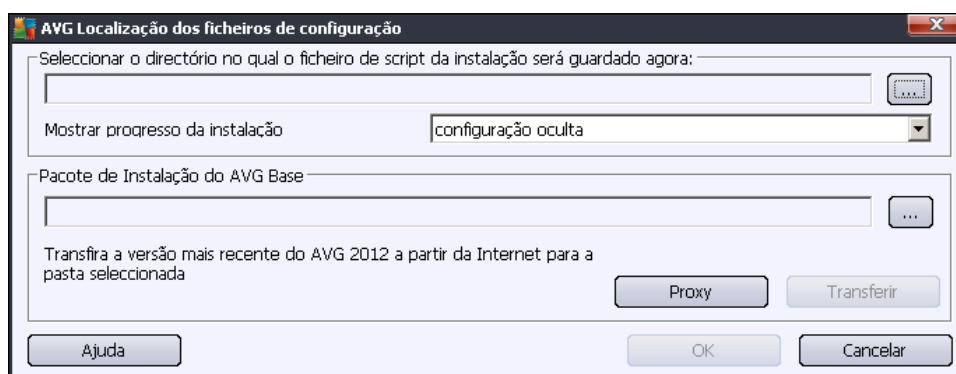 AVG Localização dos ficheiros de configuração
Seleccionar o directório no qual o ficheiro de script da instalação será guardado agora:
...
Mostrar progresso da instalação
configuração oculta
Pacote de Instalação do AVG Base
...
Transfira a versão mais recente do AVG 2012 a partir da Internet para a
pasta seleccionada
Proxy
Transferir
Ajuda
OK
Cancelar